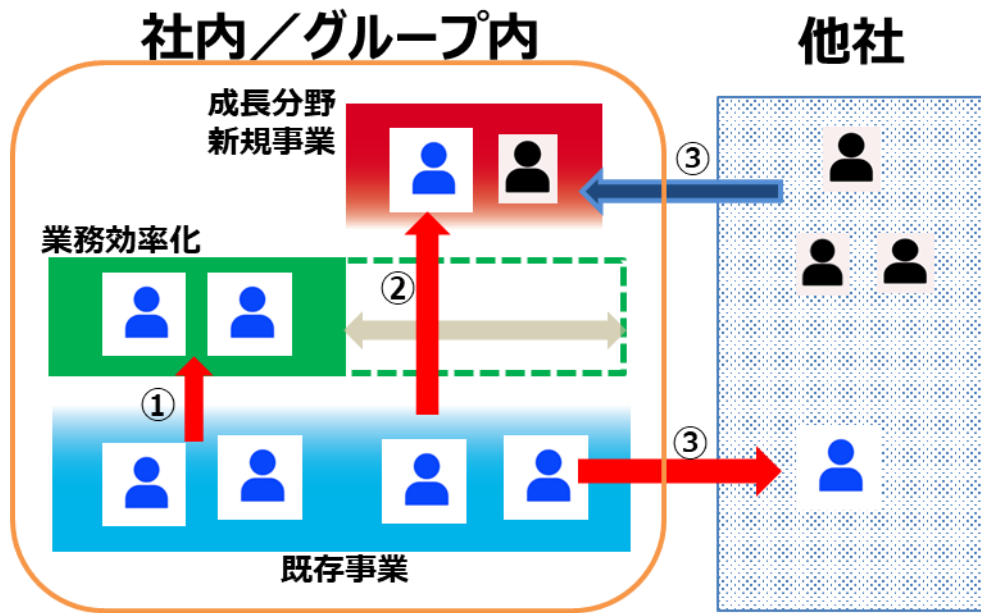 社内／グループ内
他社
成長分野
新規事業
③
業務効率化
②
①
③
既存事業